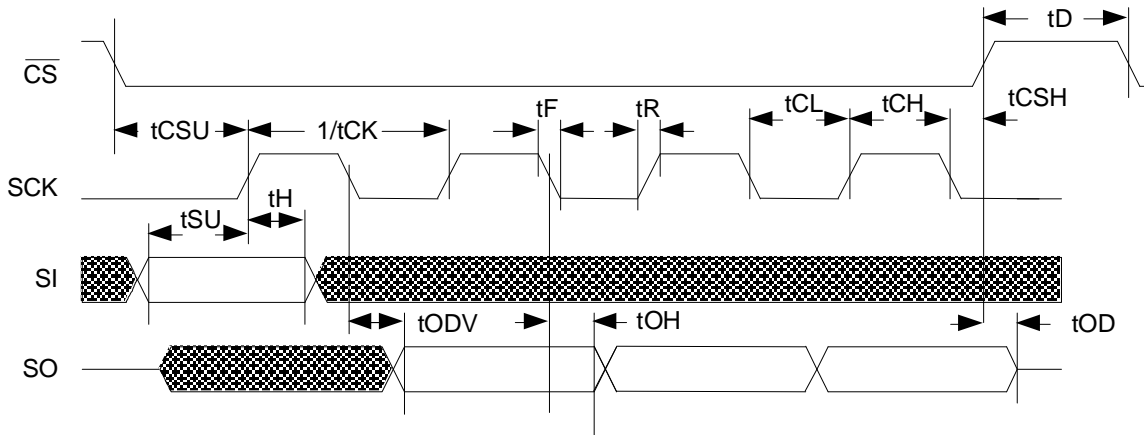 tD
CS
tCSU
1/tCK
tF
tR
tCL
tCH
tCSH
SCK
tSU
tH
SI
tODV
tOH
tOD
SO